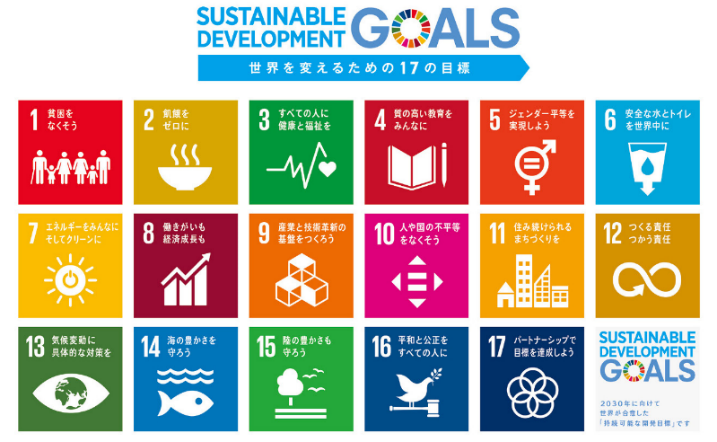 SUSTAINABLE
DEVELOPMENT
GOALS
世界を変えるための17の目標
1 貧困を
なくそう
2 飢餓を
ゼロに
3 すべての人に
健康と福祉を
4 質の高い教育を
みんなに
5 ジェンダー平等を
実現しよう
6 安全な水とトイレ
を世界中に
7 エネルギーをみんなに
そしてクリーンに
8 働きがいも
経済成長も
9 産業と技術革新の
基盤をつくろう
10 人や国の不平等
をなくそう
11 住み続けられる
まちづくりを
12 つくる責任
つかう責任
13 気候変動に
具体的な対策を
14 海の豊かさを
守ろう
15 陸の豊かさも
守ろう
16 平和と公正を
すべての人に
17 パートナーシップで
目標を達成しよう
SUSTAINABLE
DEVELOPMENT
GOALS
2030年に向けて
世界が合意した
「持続可能な開発目標」です